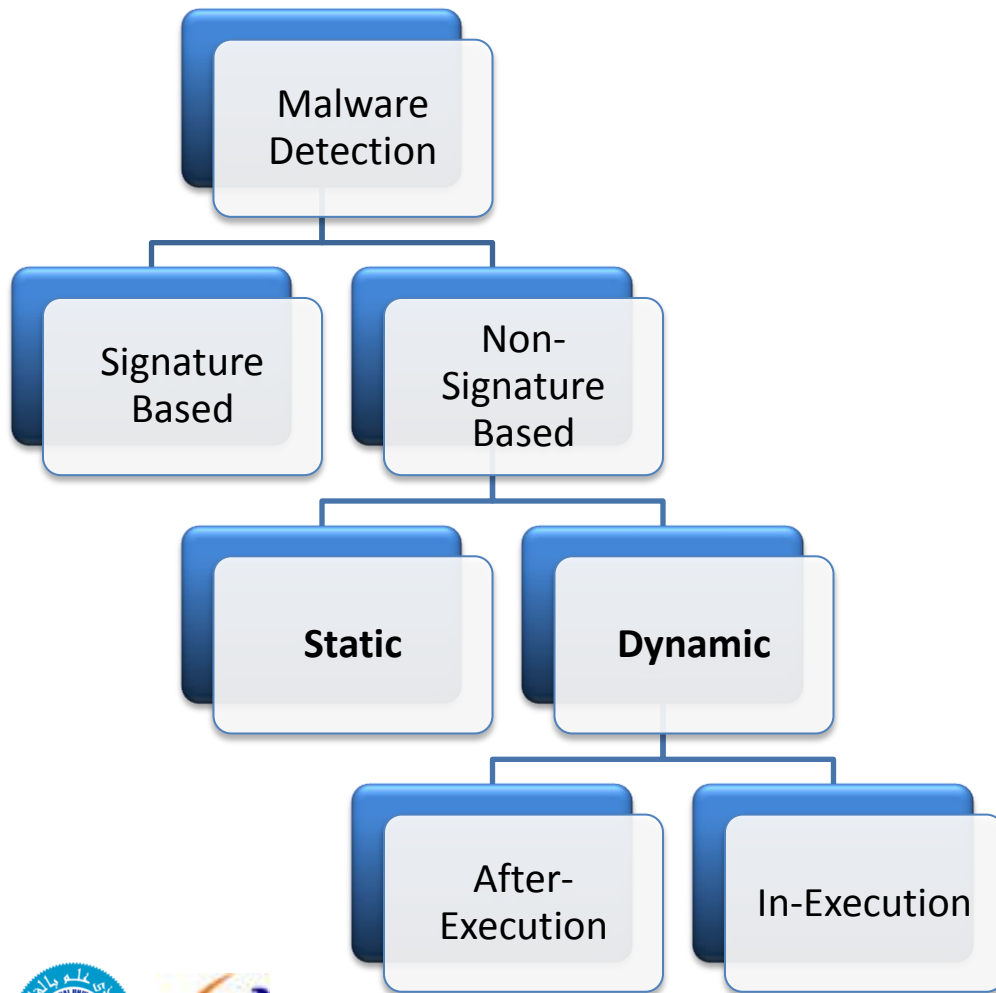 Malware
Detection
Signature
Based
Non-
Signature
Based
Static
Dynamic
After-
Execution
In-Execution